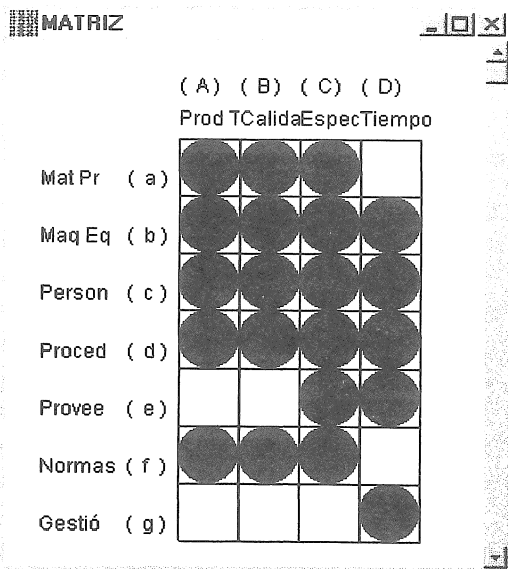 MATRIZ
(A) (B) (C) (D)
Prod TCalidaEspecTiempo
Mat Pr (a)
Maq Eq (b)
Person (c)
Proced (d)
Provee (e)
Normas (f)
Gestió (g)